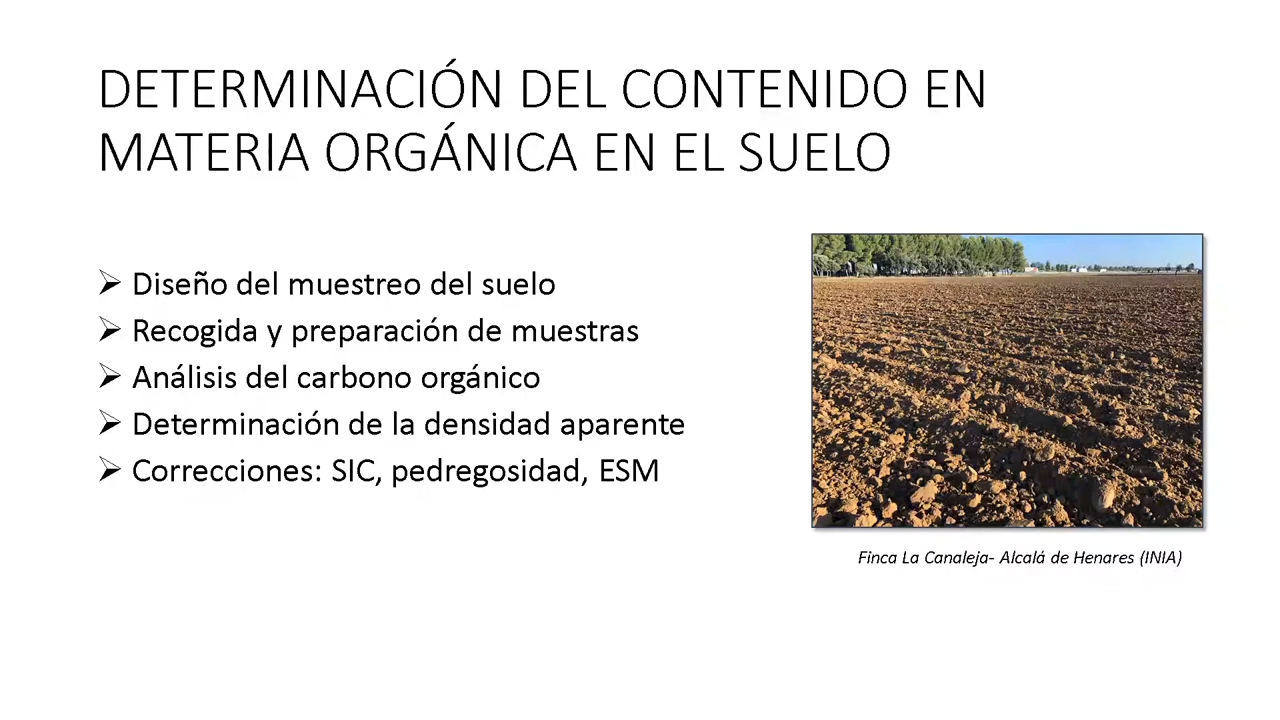 DETERMINACIÓN DEL CONTENIDO EN
MATERIA ORGÁNICA EN EL SUELO
➢ Diseño del muestreo del suelo
➢ Recogida y preparación de muestras
➢ Análisis del carbono orgánico
➢ Determinación de la densidad aparente
➢ Correcciones: SIC, pedregosidad, ESM
Finca La Canaleja- Alcalá de Henares (INIA)